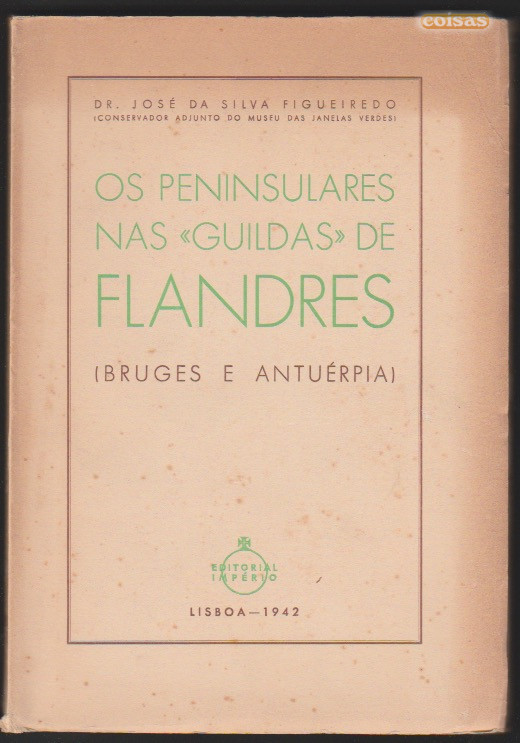 coisas
DR. JOSÉ DA SILVA FIGUEIREDO
(CONSERVADOR ADJUNTO DO MUSEU DAS JANELAS VERDES)
OS PENINSULARES
NAS «GUILDAS» DE
FLANDRES
(BRUGES E ANTUÉRPIA)
EDITORIAL
IMPÉRIO
LISBOA—1942